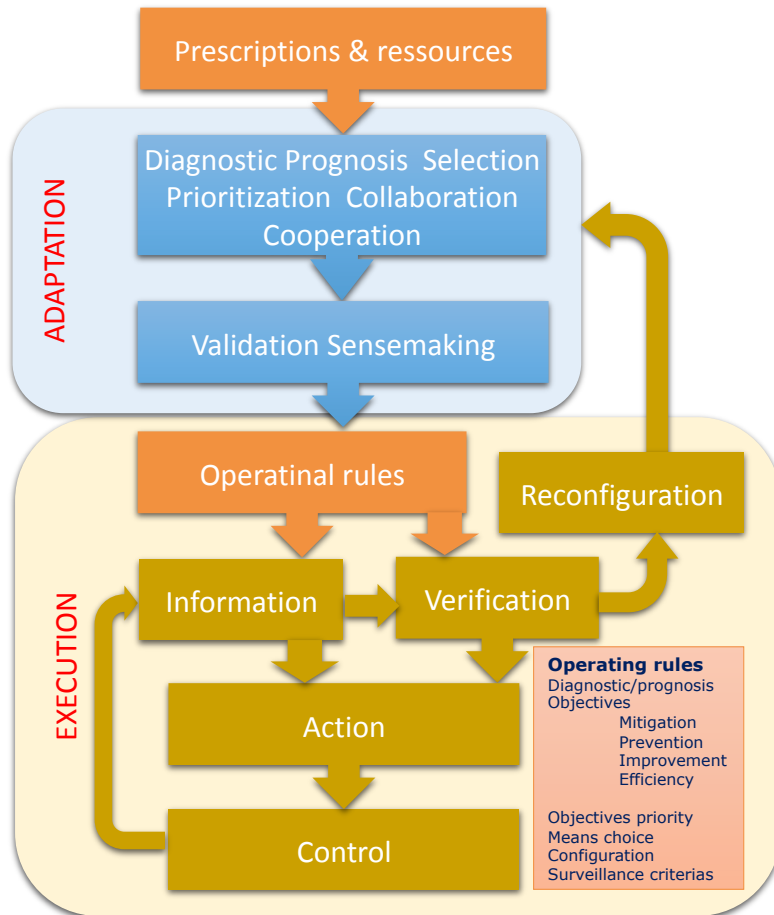 Prescriptions & ressources
ADAPTATION
Diagnostic Prognosis Selection
Prioritization Collaboration
Cooperation
Validation Sensemaking
EXECUTION
Operatinal rules
Reconfiguration
Information
Verification
Action
Control
Operating rules
Diagnostic/prognosis
Objectives
Mitigation
Prevention
Improvement
Efficiency
Objectives priority
Means choice
Configuration
Surveillance criterias